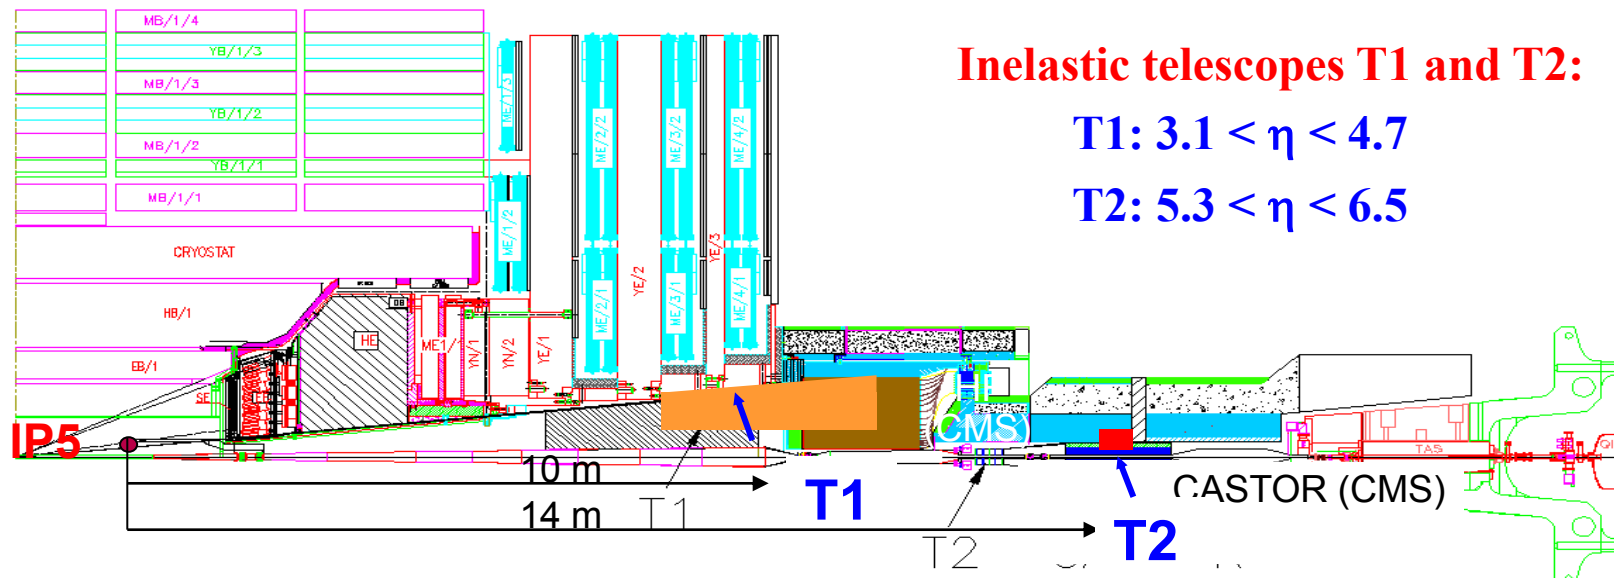 MB/1/4
YB/1/3
MB/1/3
YB/1/2
MB/1/2
YB/1/1
MB/1/1
CRYOSTAT
HB/1
EB/1
SE
HE
DB
ME1/1
YN/1
YN/2
YE/1
ME/1/3
ME/1/2
ME/2/2
ME/2/1
YE/2
ME/3/2
ME/3/1
YE/3
ME/4/2
ME/4/1
Inelastic telescopes T1 and T2:
T1: 3.1 < η < 4.7
T2: 5.3 < η < 6.5
IP5
HF
(CMS)
TAS
10 m
14 m
T1
T1
T2
T2
CASTOR (CMS)